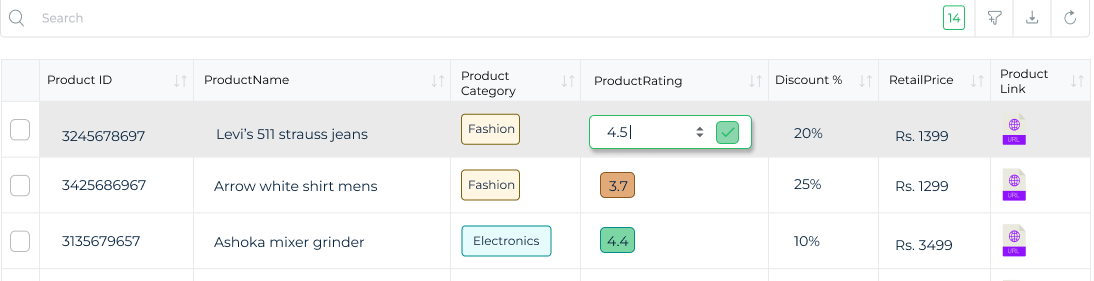 Search 14
Product ID ProductName Product Category ProductRating Discount % RetailPrice Product Link
3245678697 Levi's 511 strauss jeans Fashion 4.5 20% Rs. 1399 URL
3425686967 Arrow white shirt mens Fashion 3.7 25% Rs. 1299 URL
3135679657 Ashoka mixer grinder Electronics 4.4 10% Rs. 3499 URL